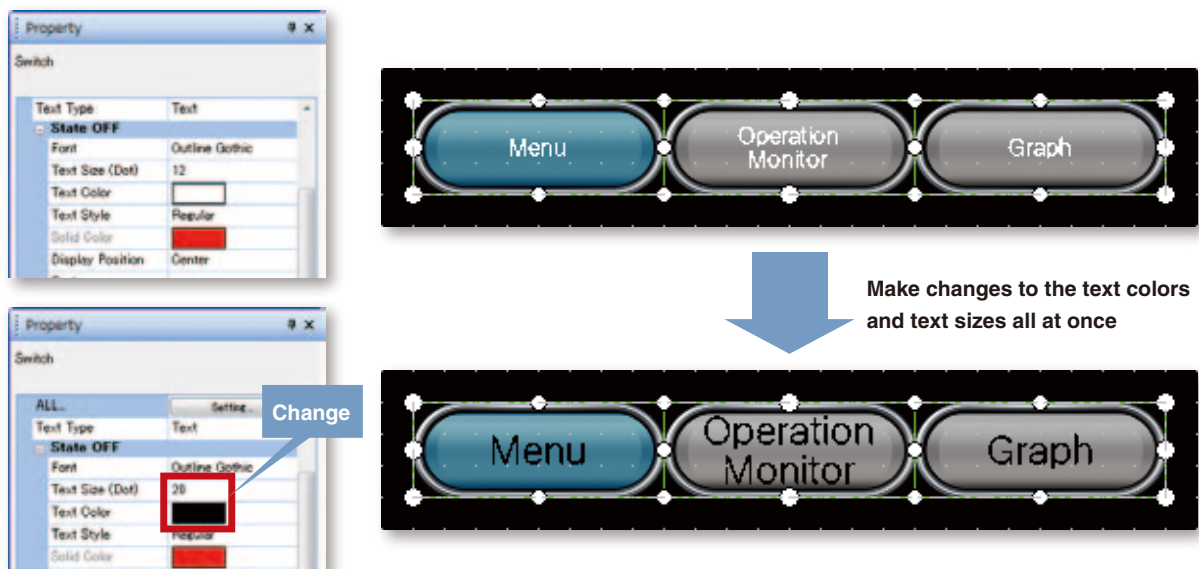 Property
Switch
Text Type Text
State OFF
Font Outline Gothic
Text Size (Dot) 12
Text Color
Text Style Regular
Solid Color
Display Position Center
Menu
Operation
Monitor
Graph
Make changes to the text colors
and text sizes all at once
Property
Switch
ALL... Setting...
Text Type Text
State OFF
Font Outline Gothic
Text Size (Dot) 20
Text Color
Text Style Regular
Solid Color
Change
Menu
Operation
Monitor
Graph